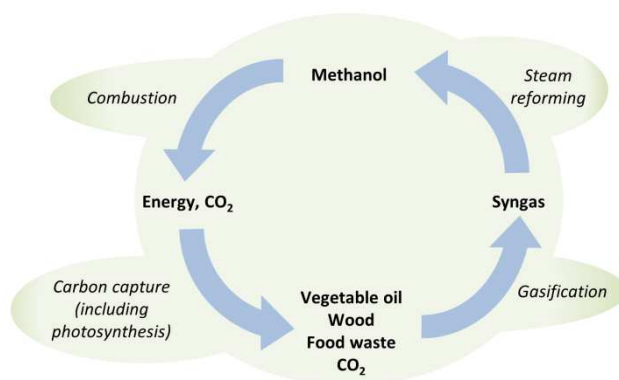 Methanol
Steam
reforming
Combustion
Energy, CO₂
Syngas
Carbon capture
(including
photosynthesis)
Vegetable oil
Wood
Food waste
CO₂
Gasification